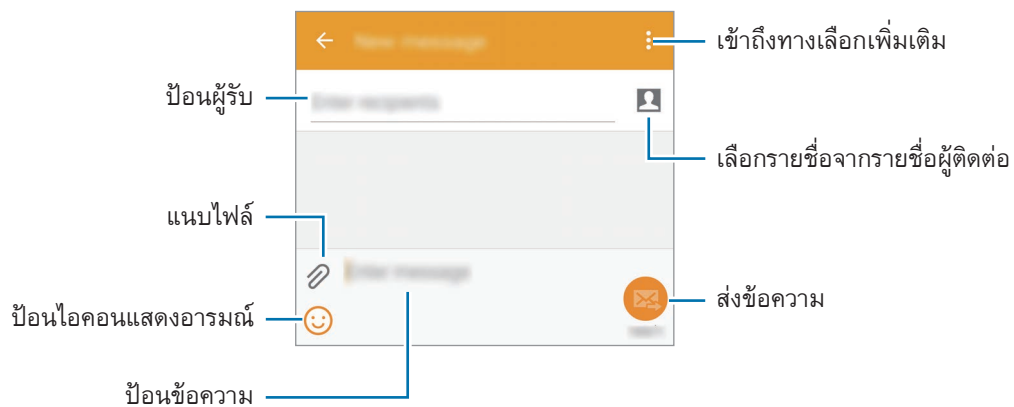 เข้าถึงทางเลือกเพิ่มเติม
ป้อนผู้รับ
เลือกรายชื่อจากรายชื่อผู้ติดต่อ
แนบไฟล์
ส่งข้อความ
ป้อนไอคอนแสดงอารมณ์
ป้อนข้อความ